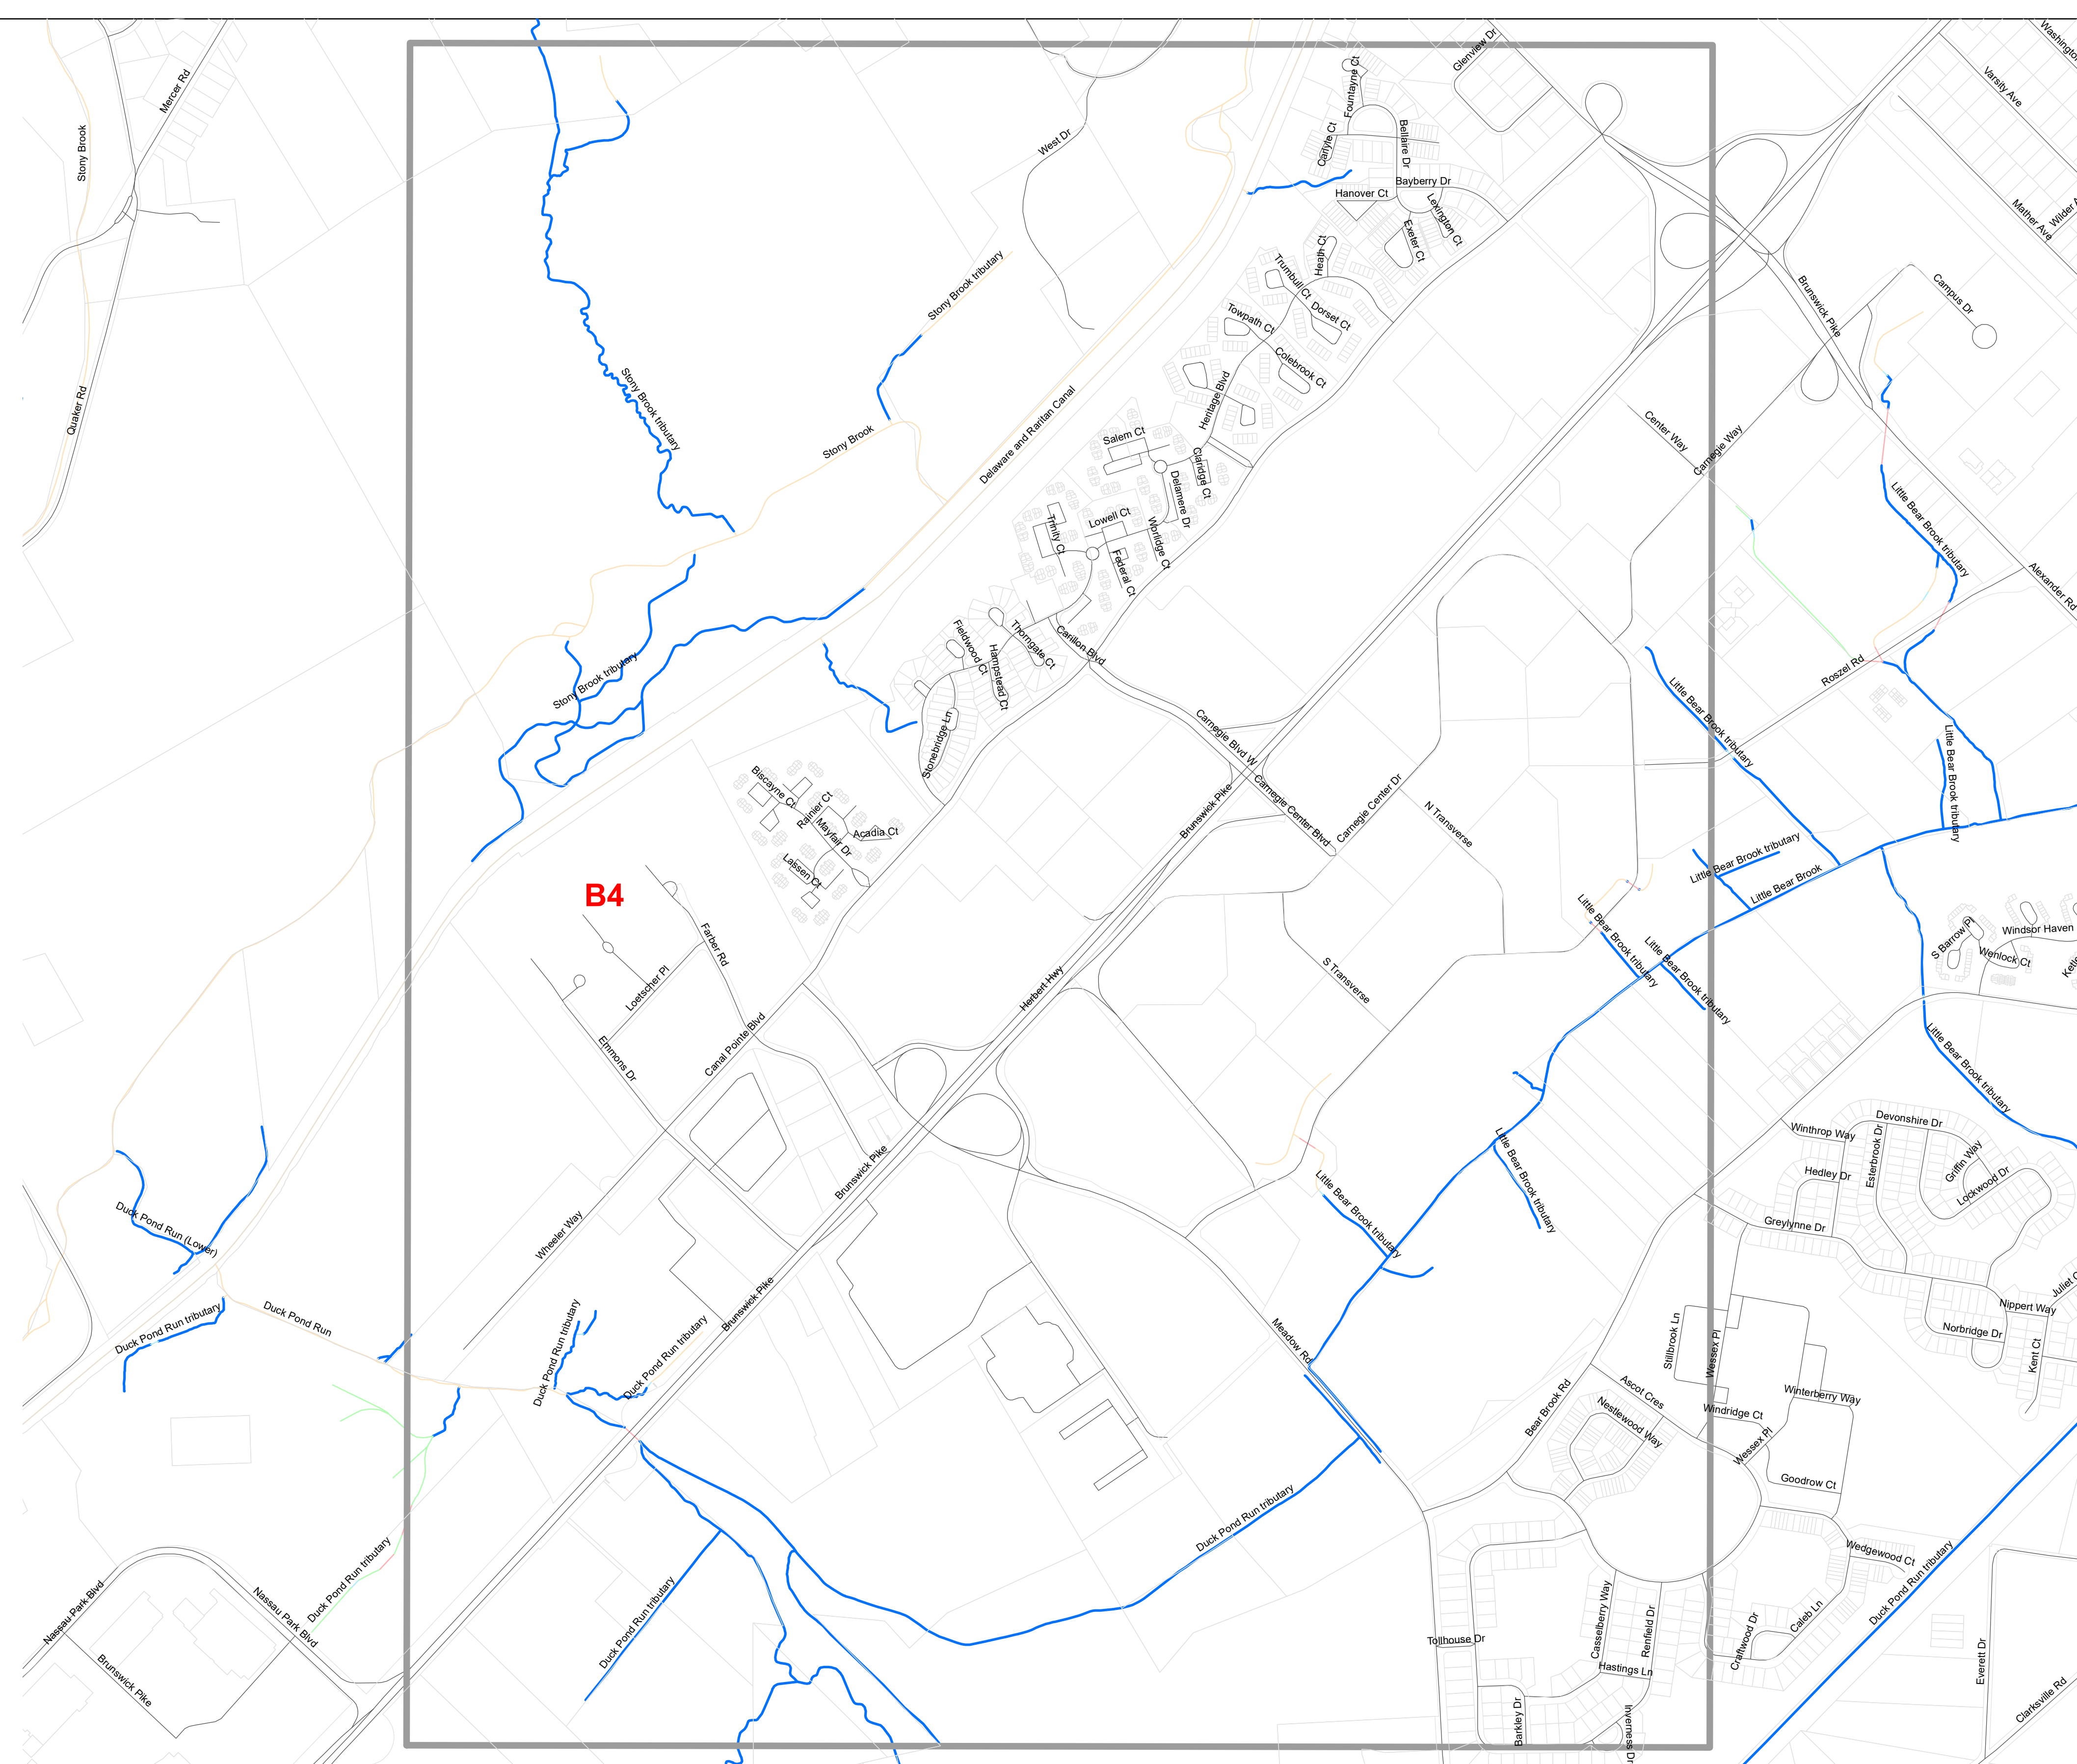 Washington
Glenview Dr
Mercer Rd
Fountayne Ct
Varsity Ave
Stony Brook
West Dr
Carlyle Ct
Bellaire Dr
Bayberry Dr
Hanover Ct
Lexington Ct
Mather Ave
Wilder A
Exeter Ct
Heath Ct
Trumbull Ct
Stony Brook tributary
Brunswick Pike
Campus Dr
Towpath Ct
Dorset Ct
Colebrook Ct
Quaker Rd
Stony Brook tributary
Heritage Blvd
Delaware and Raritan Canal
Stony Brook
Salem Ct
Center Way
Carnegie Way
Claridge Ct
Delamere Dr
Little Bear Brook tributary
Trinity Ct
Lowell Ct
Worlidge Ct
Federal Ct
Alexander Rd
Fieldwood Ct
Thorngate Ct
Carillon Blvd
Hampstead Ct
Stony Brook tributary
Roszel Rd
Little Bear Brook tributary
Stonebridge Ln
Carnegie Blvd W
Little Bear Brook tributary
Biscayne Ct
Rainier Ct
Mayfair Dr
Acadia Ct
Brunswick Pike
Carnegie Center Blvd
Carnegie Center Dr
N Transverse
Lassen Ct
Little Bear Brook tributary
Little Bear Brook
B4
Farber Rd
Little Bear Brook tributary
S Barrow Pl
Windsor Haven
Wenlock Ct
Loetscher Pl
Herbert Hwy
S Transverse
Little Bear Brook tributary
Emmons Dr
Canal Pointe Blvd
Little Bear Brook tributary
Devonshire Dr
Winthrop Way
Esterbrook Dr
Griffin Way
Hedley Dr
Lockwood Dr
Brunswick Pike
Little Bear Brook tributary
Little Bear Brook tributary
Duck Pond Run (Lower)
Wheeler Way
Greylynne Dr
Juliet C
Duck Pond Run
Duck Pond Run tributary
Duck Pond Run tributary
Duck Pond Run tributary
Brunswick Pike
Meadow Rd
Stillbrook Ln
Wessex Pl
Nippert Way
Norbridge Dr
Kent Ct
Bear Brook Rd
Ascot Cres
Winterberry Way
Nestlewood Way
Windridge Ct
Wessex Pl
Goodrow Ct
Duck Pond Run tributary
Duck Pond Run tributary
Wedgewood Ct
Duck Pond Run tributary
Nassau Park Blvd
Nassau Park Blvd
Duck Pond Run tributary
Casselberry Way
Renfield Dr
Caleb Ln
Craftwood Dr
Tollhouse Dr
Hastings Ln
Everett Dr
Brunswick Pike
Barkley Dr
Inverness Dr
Clarksville Rd